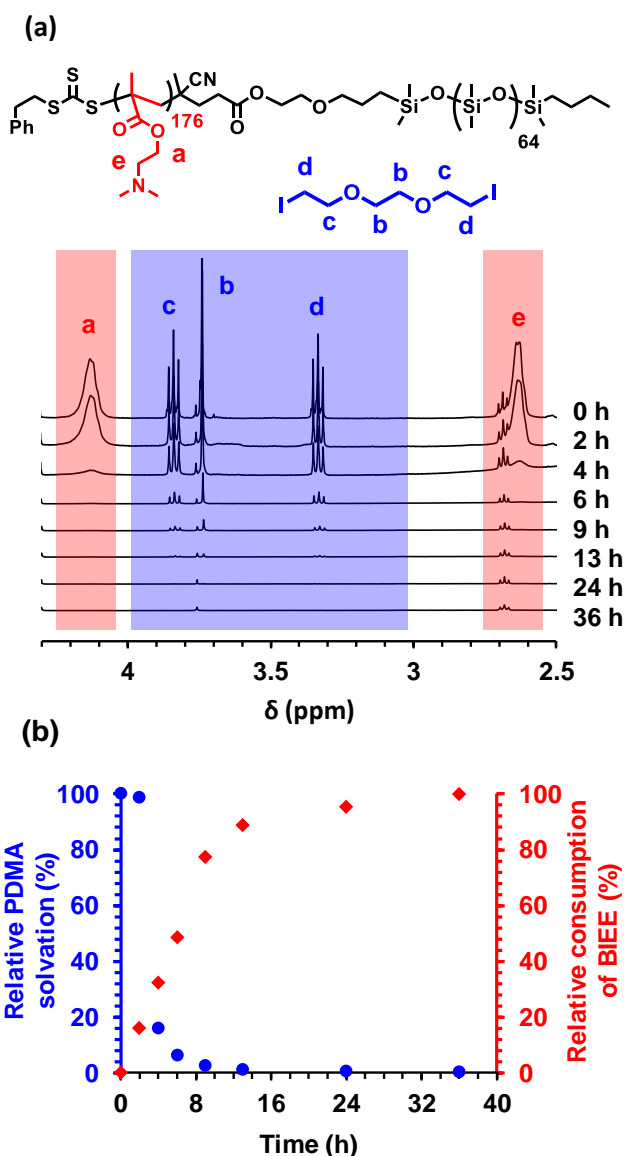 (a)
S
CN
S
S
O
O
O
Si
O
Si
O
Si
Ph
O
O
176
O
64
e
a
N
d
b
c
I
O
O
I
c
b
d
a
c
b
d
e
0 h
2 h
4 h
6 h
9 h
13 h
24 h
36 h
4
3.5
3
2.5
δ (ppm)
(b)
100
80
60
40
20
0
Relative PDMA
solvation (%)
100
80
60
40
20
0
Relative consumption
of BIEE (%)
0 8 16 24 32 40
Time (h)